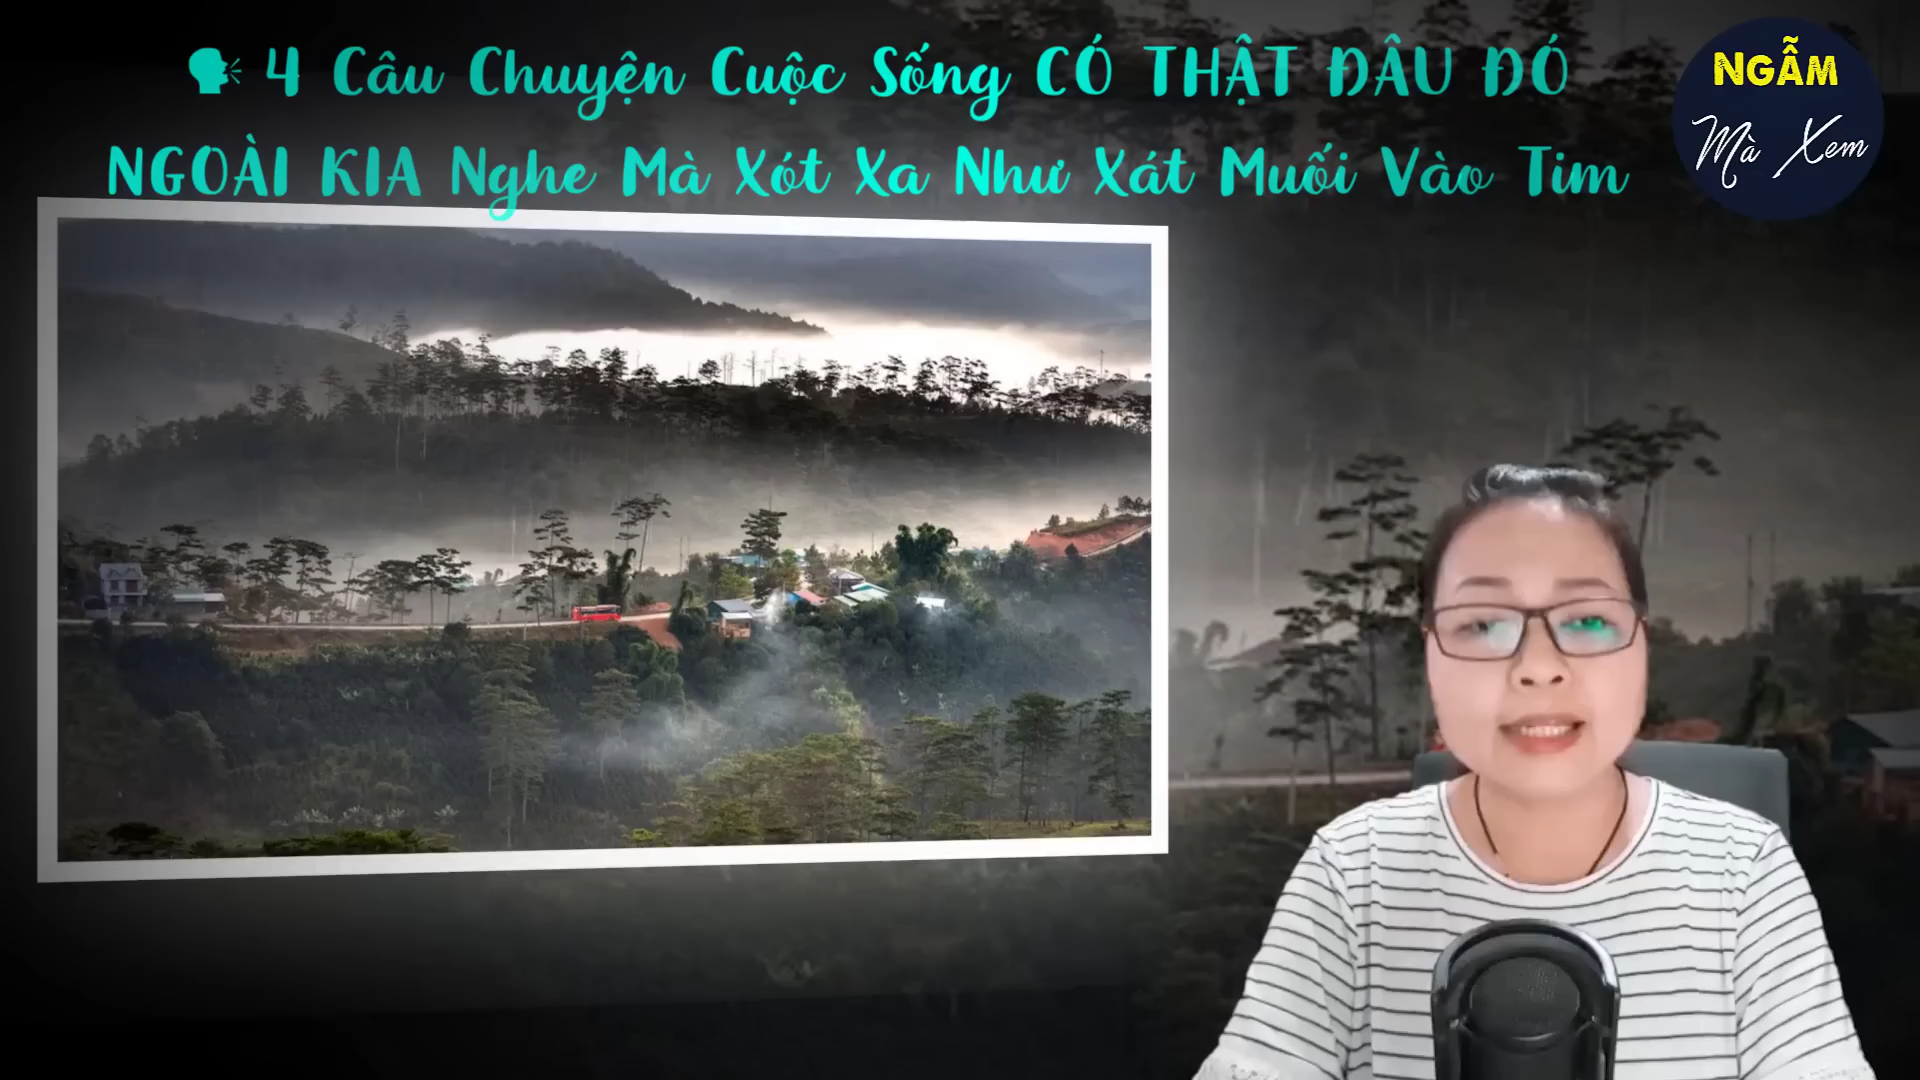 4 Câu Chuyện Cuộc Sống CÓ THẬT ĐÂU ĐÓ
NGOÀI KIA Nghe Mà Xót Xa Như Xát Muối Vào Tim
NGẪM
Mà Xem